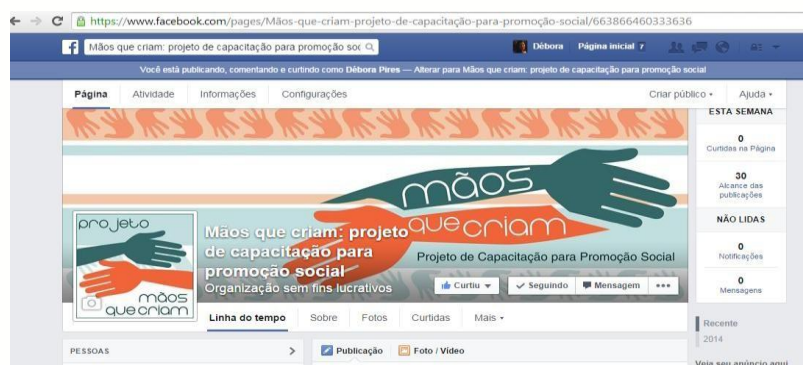 https://www.facebook.com/pages/Mãos-que-criam-projeto-de-capacitação-para-promoção-social/663866460333636
f Mãos que criam: projeto de capacitação para promoção soc Débora Página inicial 7
Você está publicando, comentando e curtindo como Débora Pires — Alterar para Mãos que criam: projeto de capacitação para promoção social
Página Atividade Informações Configurações Criar público Ajuda
ESTA SEMANA
0
Curtidas na Página
30
Alcance das
publicações
NÃO LIDAS
0
Notificações
0
Mensagens
mãos
que criam
Projeto de Capacitação para Promoção Social
projeto
mãos
que criam
Mãos que criam: projeto
de capacitação para
promoção social
Organização sem fins lucrativos
Curtiu Seguindo Mensagem
Linha do tempo Sobre Fotos Curtidas Mais
Recente
2014
PESSOAS
Publicação Foto / Vídeo
Veja seu anúncio aqui